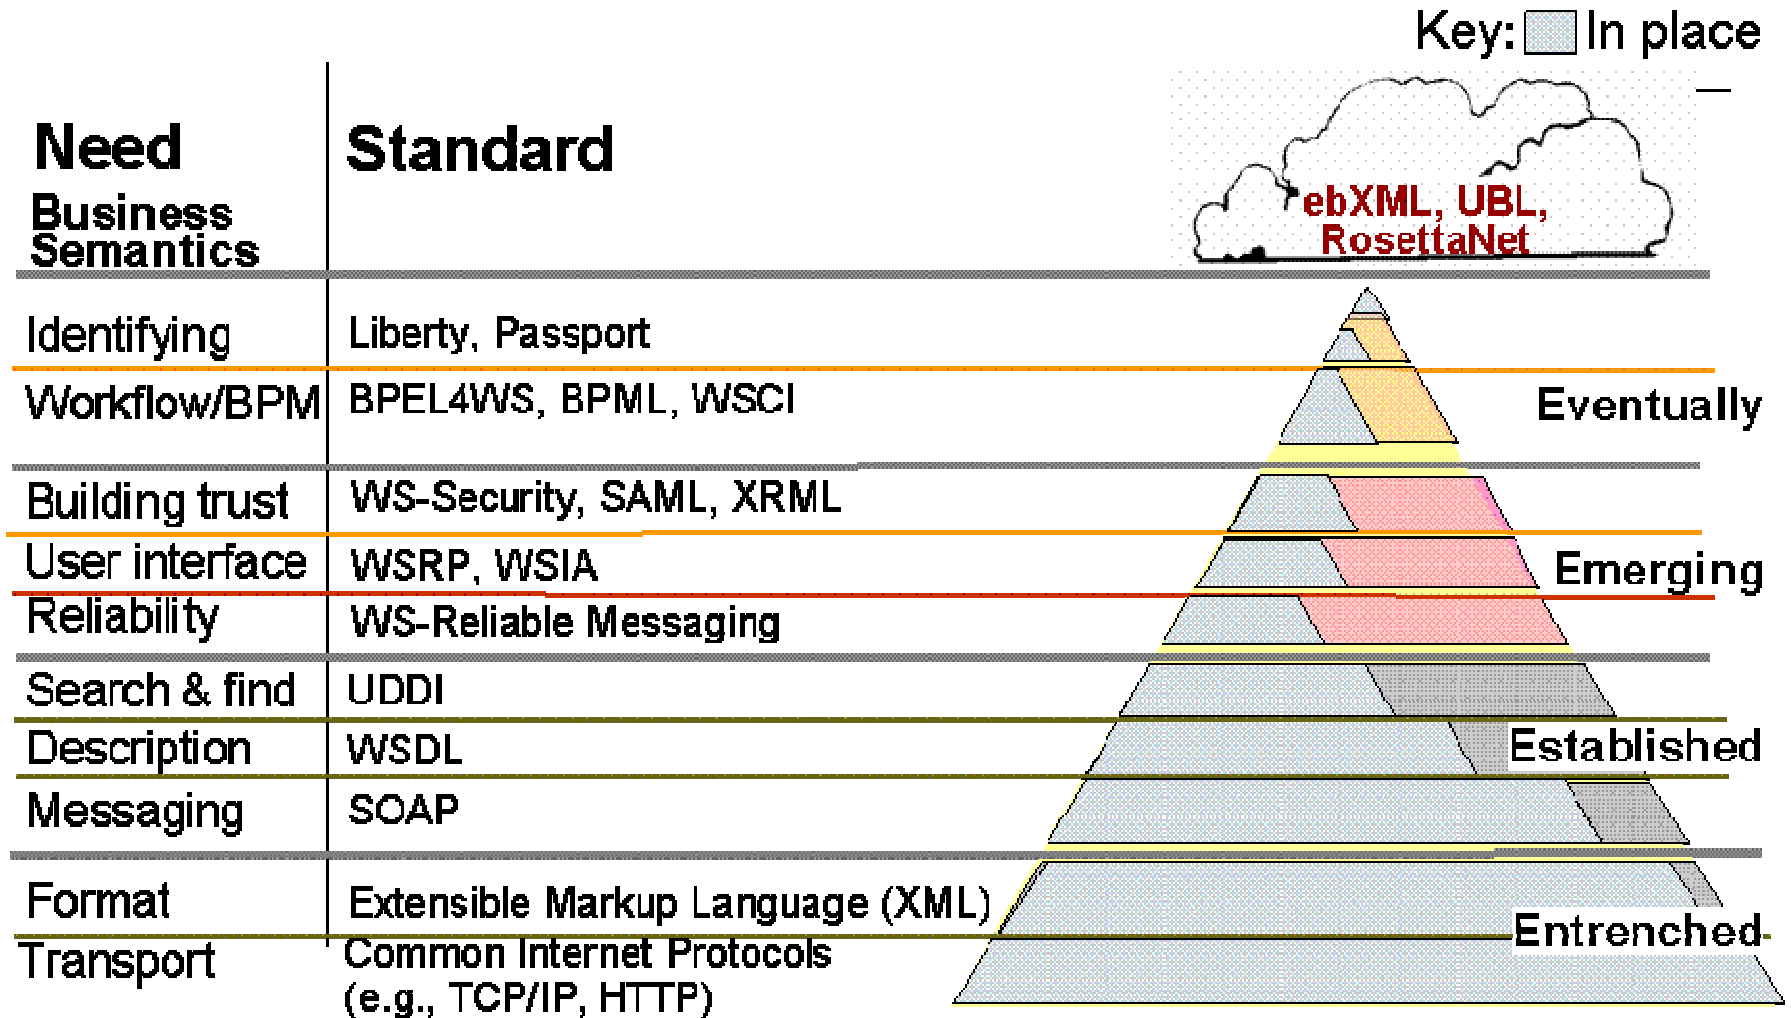 Key: In place
Need
Standard
Business
Semantics
ebXML, UBL,
RosettaNet
Identifying
Liberty, Passport
Workflow/BPM
BPEL4WS, BPML, WSCI
Eventually
Building trust
WS-Security, SAML, XRML
User interface
WSRP, WSIA
Emerging
Reliability
WS-Reliable Messaging
Search & find
UDDI
Description
WSDL
Established
Messaging
SOAP
Format
Extensible Markup Language (XML)
Entrenched
Transport
Common Internet Protocols
(e.g., TCP/IP, HTTP)